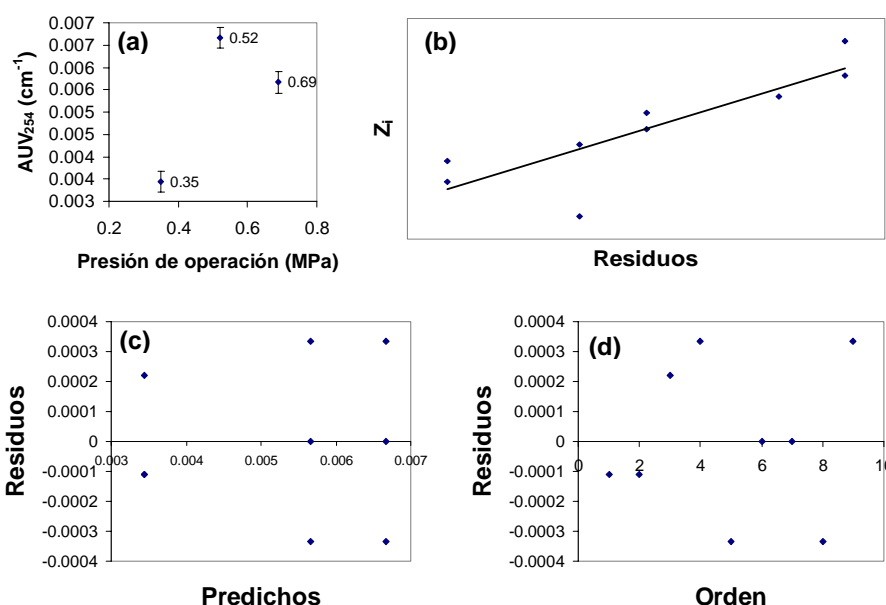 (a)
AUV254 (cm-1)
0.007
0.007
0.006
0.006
0.005
0.005
0.004
0.004
0.003
0.52
0.69
0.35
0.2 0.4 0.6 0.8
Presión de operación (MPa)
(b)
Zi
Residuos
(c)
Residuos
0.0004
0.0003
0.0002
0.0001
0
-0.0001
-0.0002
-0.0003
-0.0004
0.003 0.004 0.005 0.006 0.007
Predichos
(d)
Residuos
0.0004
0.0003
0.0002
0.0001
0
-0.0001
-0.0002
-0.0003
-0.0004
0 2 4 6 8 10
Orden